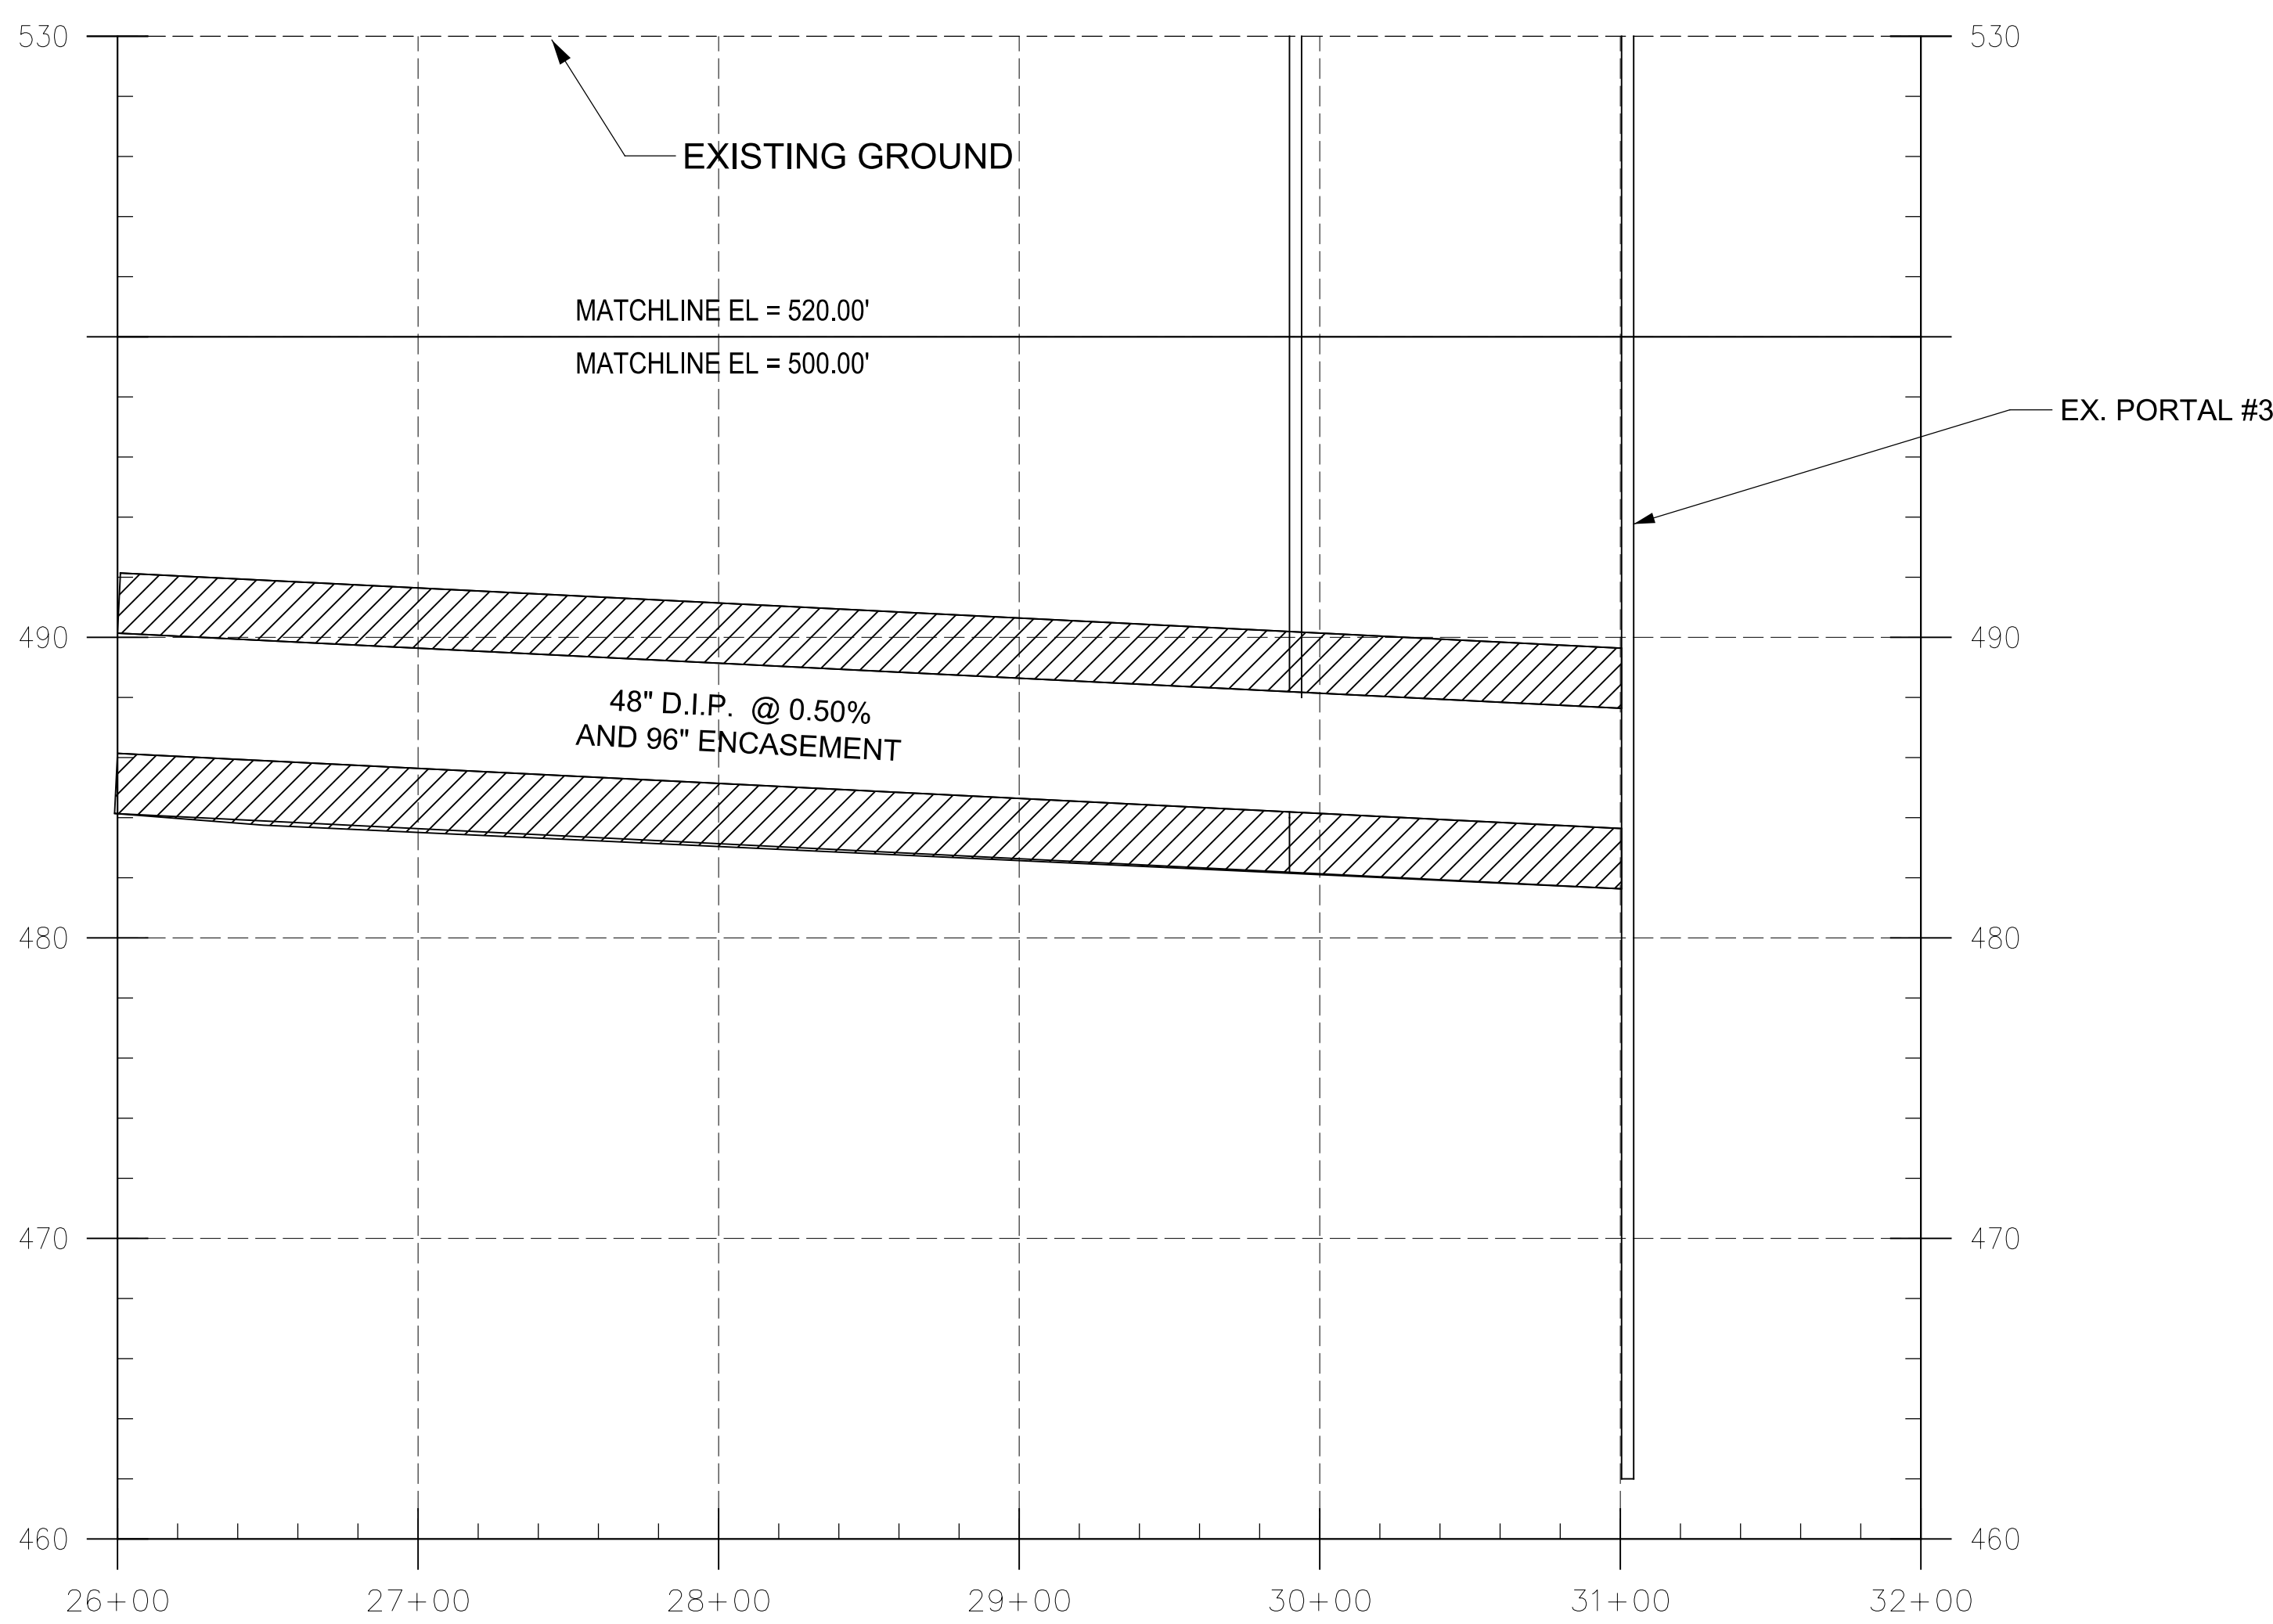 530
530
EXISTING GROUND
MATCHLINE EL = 520.00'
MATCHLINE EL = 500.00'
EX. PORTAL #3
490
490
48" D.I.P. @ 0.50%
AND 96" ENCASEMENT
480
480
470
470
460
460
26+00
27+00
28+00
29+00
30+00
31+00
32+00